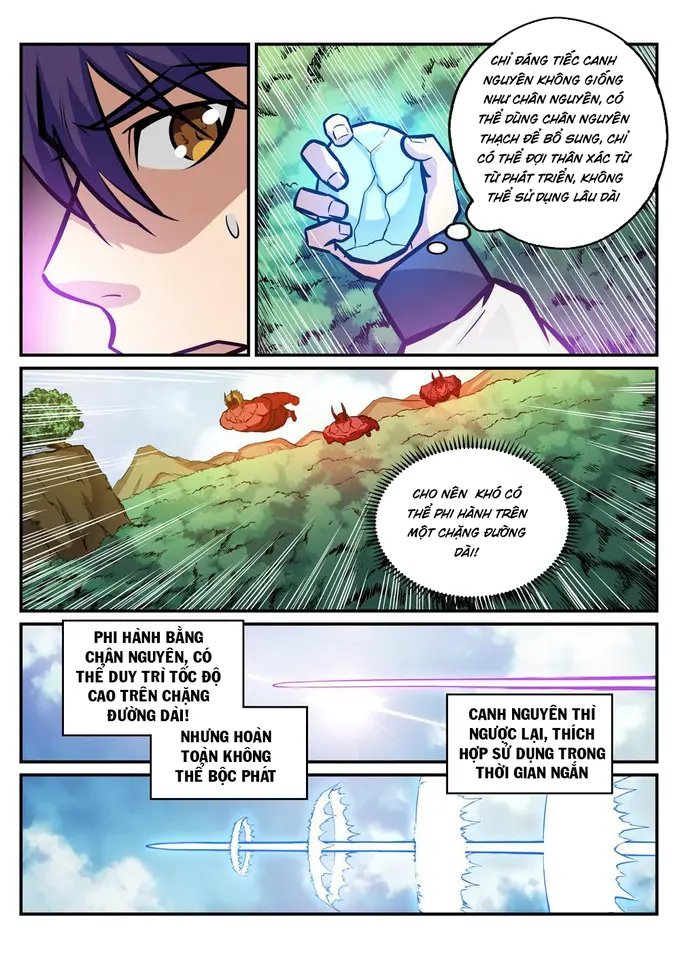 CHỈ ĐÁNG TIẾC CANH
NGUYÊN KHÔNG GIỐNG
NHƯ CHÂN NGUYÊN, CÓ
THỂ DÙNG CHÂN NGUYÊN
THẠCH ĐỂ BỔ SUNG, CHỈ
CÓ THỂ ĐỢI THÂN XÁC TỪ
TỪ PHÁT TRIỂN, KHÔNG
THỂ SỬ DỤNG LÂU DÀI
CHO NÊN KHÓ CÓ
THỂ PHI HÀNH TRÊN
MỘT CHẶNG ĐƯỜNG
DÀI!
PHI HÀNH BẰNG
CHÂN NGUYÊN, CÓ
THỂ DUY TRÌ TỐC ĐỘ
CAO TRÊN CHẶNG
ĐƯỜNG DÀI!
NHƯNG HOÀN
TOÀN KHÔNG
THỂ BỘC PHÁT
CANH NGUYÊN THÌ
NGƯỢC LẠI, THÍCH
HỢP SỬ DỤNG TRONG
THỜI GIAN NGẮN